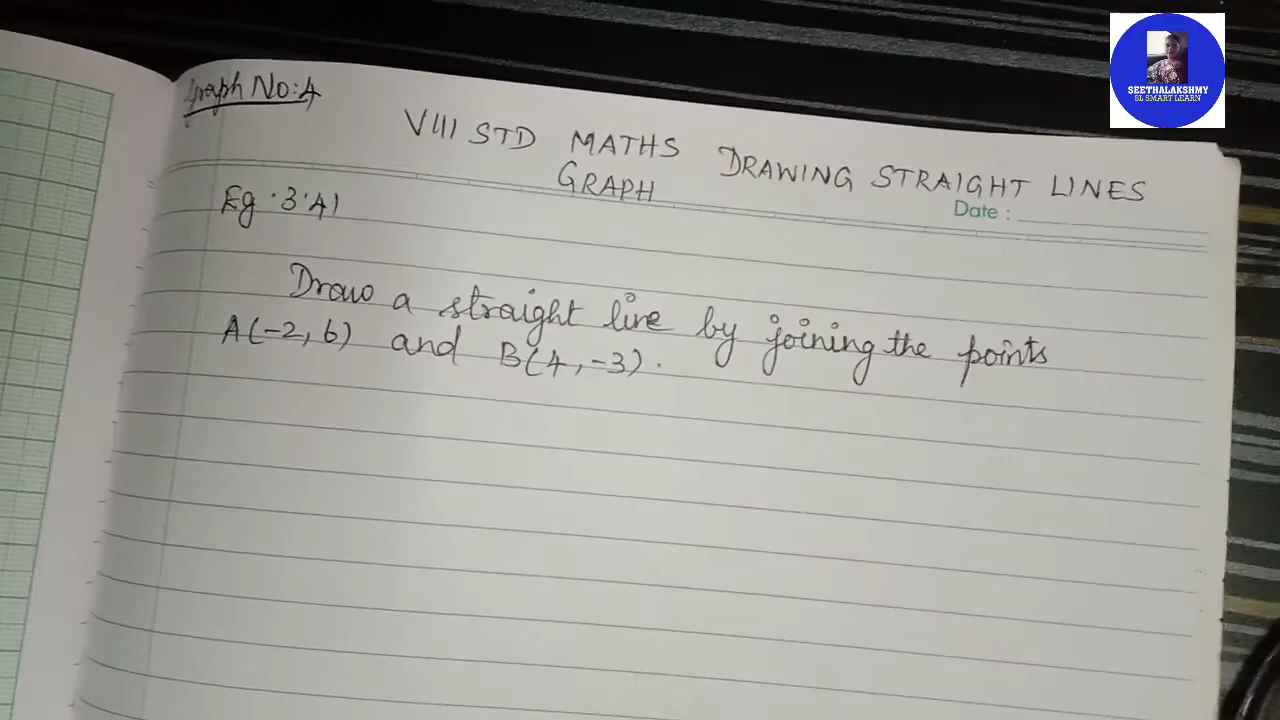 Graph No:4
VIII STD MATHS DRAWING STRAIGHT LINES
GRAPH
Date :
Eg. 3.41
Draw a straight line by joining the points
A(-2, 6) and B(4, -3).
SEETHALAKSHMY
SL SMART LEARN